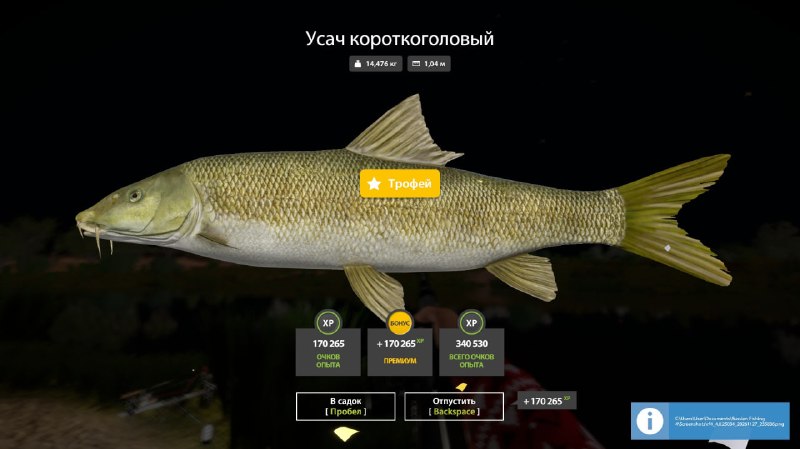 Усач короткоголовый
14,476 кг
1,04 м
Трофей
XP
170 265
ОЧКОВ
ОПЫТА
БОНУС
+ 170 265 XP
ПРЕМИУМ
XP
340 530
ВСЕГО ОЧКОВ
ОПЫТА
В садок
[ Пробел ]
Отпустить
[ Backspace ]
+ 170 265 XP